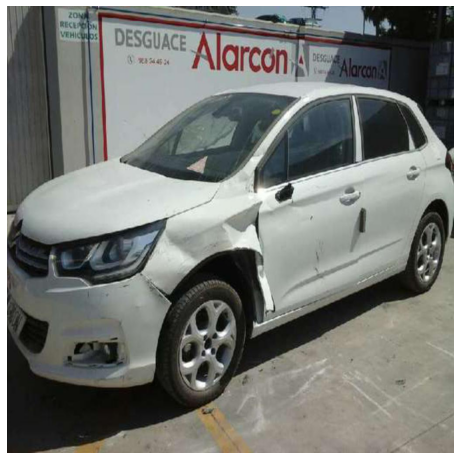 ZONA
RECEPCIÓN
VEHÍCULOS
DESGUACE
Alarcon
DESGUACE
Alarcon